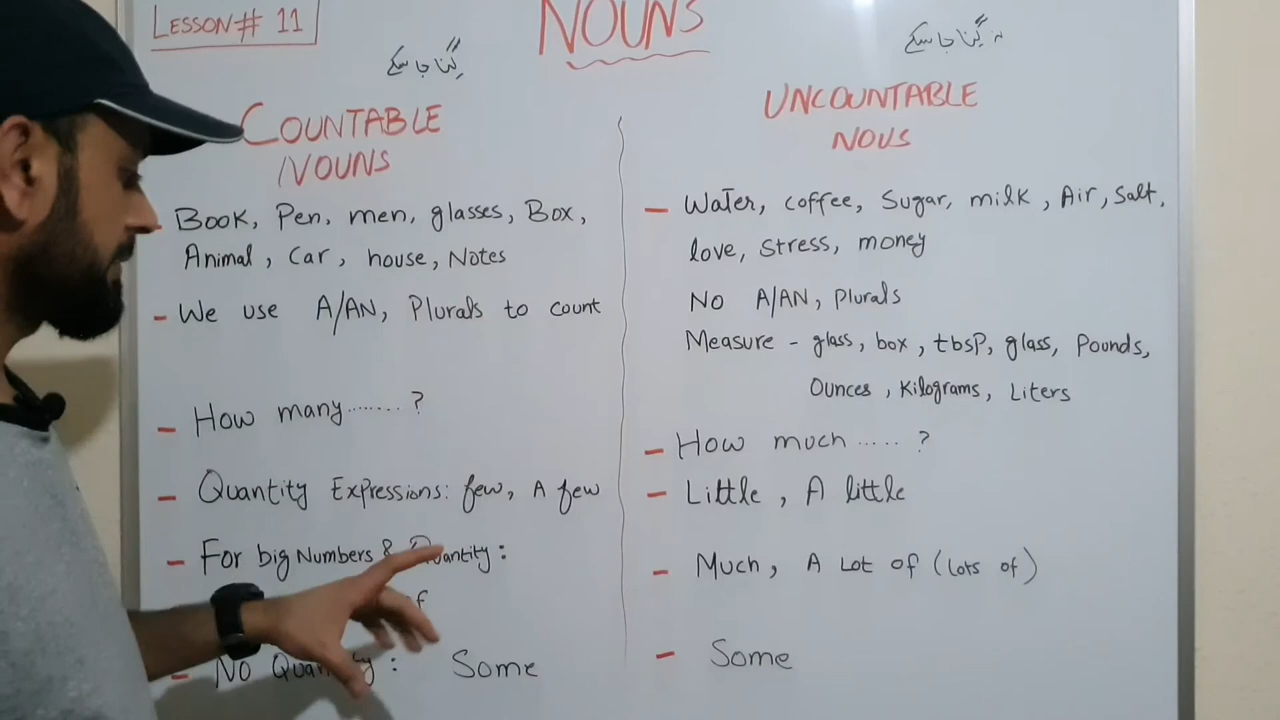 LESSON# 11
NOUNS
گنا جا سکے
نہ گنا جا سکے
COUNTABLE
NOUNS
Book, Pen, men, glasses, Box,
Animal, Car, house, Notes
- We use A/AN, Plurals to count
- How many.......?
- Quantity Expressions: few, A few
- For big Numbers & Quantity:
of
- No Quantity: Some
UNCOUNTABLE
NOUS
- Water, coffee, Sugar, milk, Air, Salt,
love, Stress, money
No A/AN, Plurals
Measure - glass, box, tbsp, glass, Pounds,
Ounces, Kilograms, Liters
- How much.....?
- Little, A little
- Much, A Lot of (Lots of)
- Some